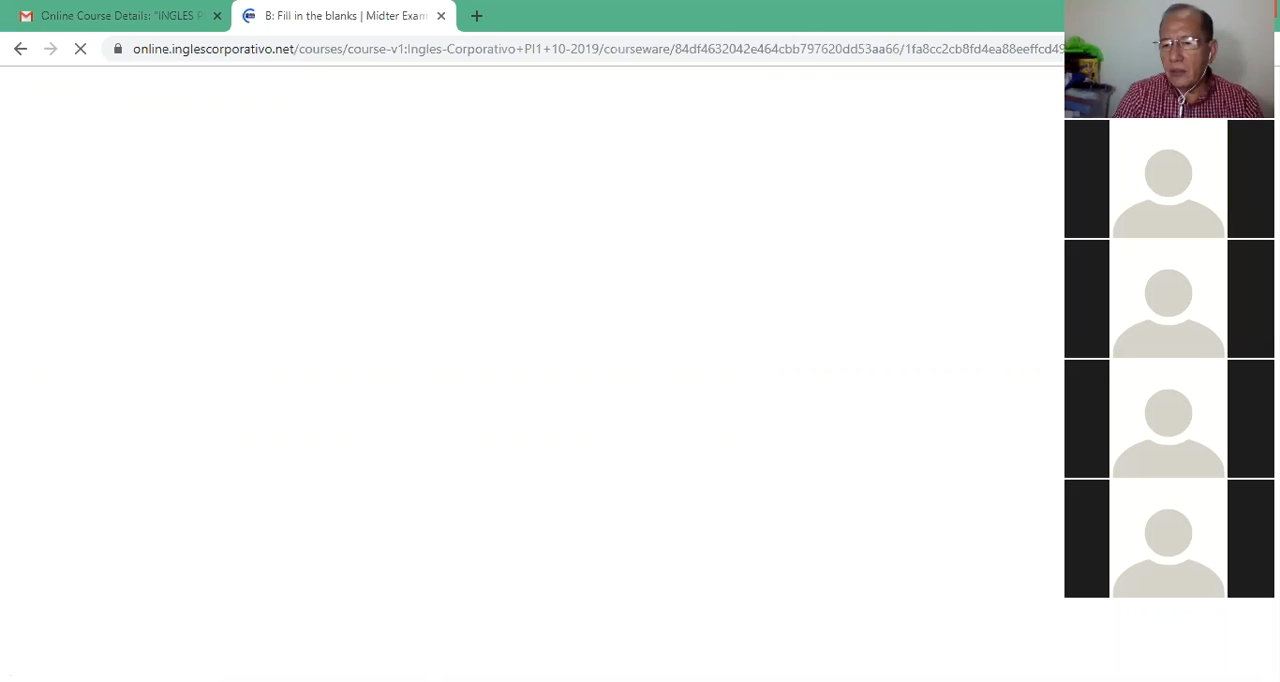 Online Course Details: "INGLES P
B: Fill in the blanks | Midter Exam
online.inglescorporativo.net/courses/course-v1:Ingles-Corporativo+PI1+10-2019/courseware/84df4632042e464cbb797620dd53aa66/1fa8cc2cb8fd4ea88eeffcd49